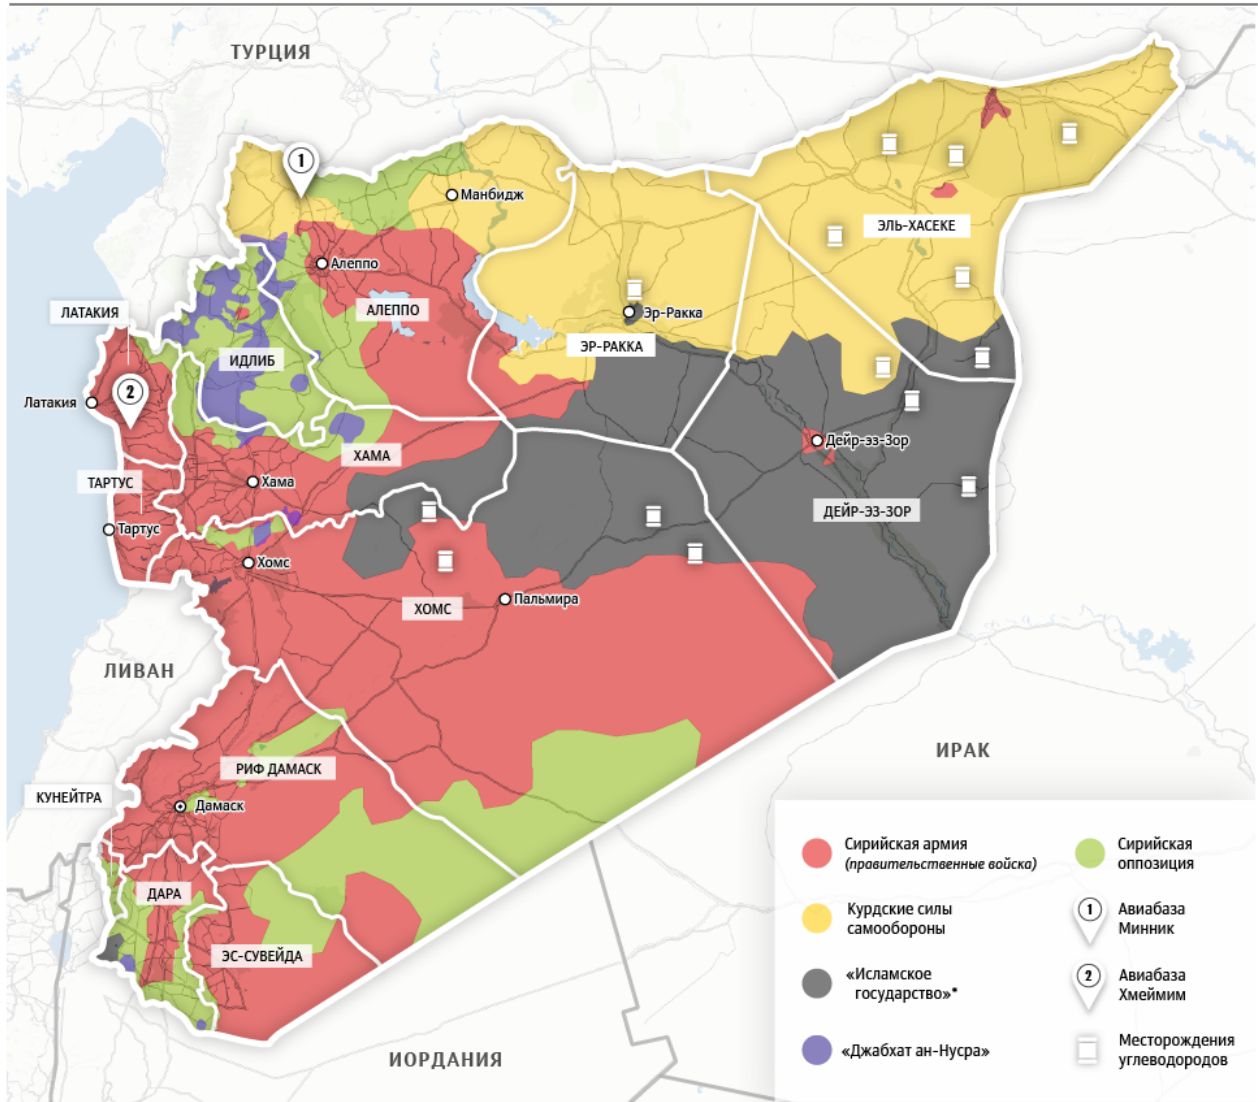 ТУРЦИЯ
1
Манбидж
ЭЛЬ-ХАСЕКЕ
Алеппо
АЛЕППО
ЛАТАКИЯ
Эр-Ракка
ЭР-РАККА
ИДЛИБ
2
Латакия
Дейр-эз-Зор
ХАМА
Хама
ТАРТУС
ДЕЙР-ЭЗ-ЗОР
Тартус
Хомс
Пальмира
ХОМС
ЛИВАН
ИРАК
РИФ ДАМАСК
КУНЕЙТРА
Дамаск
ДАРА
ЭС-СУВЕЙДА
ИОРДАНИЯ
Сирийская армия
(правительственные войска)
Курдские силы
самообороны
«Исламское
государство»*
«Джабхат ан-Нусра»
Сирийская
оппозиция
1
Авиабаза
Минник
2
Авиабаза
Хмеймим
Месторождения
углеводородов